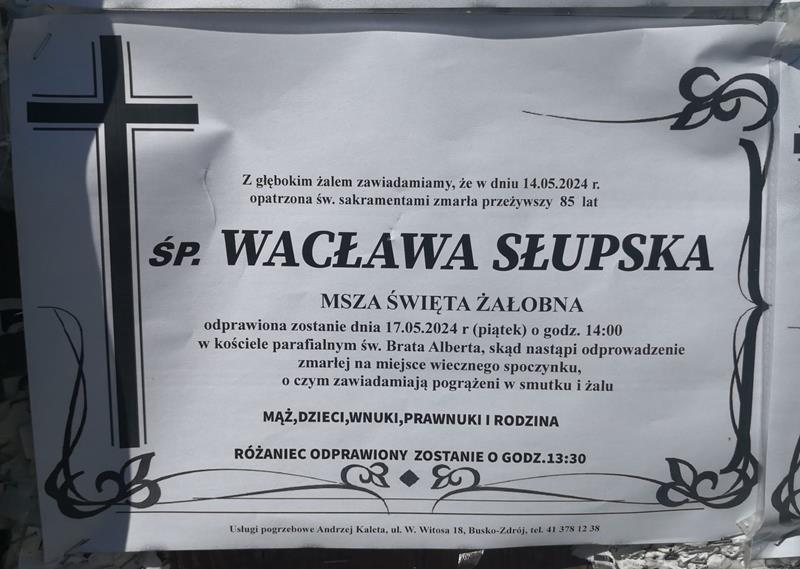 Z głębokim żalem zawiadamiamy, że w dniu 14.05.2024 r.
opatrzona św. sakramentami zmarła przeżywszy 85 lat
ŚP. WACŁAWA SŁUPSKA
MSZA ŚWIĘTA ŻAŁOBNA
odprawiona zostanie dnia 17.05.2024 r (piątek) o godz. 14:00
w kościele parafialnym św. Brata Alberta, skąd nastąpi odprowadzenie
zmarłej na miejsce wiecznego spoczynku,
o czym zawiadamiają pogrążeni w smutku i żalu
MĄŻ,DZIECI,WNUKI,PRAWNUKI I RODZINA
RÓŻANIEC ODPRAWIONY ZOSTANIE O GODZ.13:30
Usługi pogrzebowe Andrzej Kaleta, ul. W. Witosa 18, Busko-Zdrój, tel. 41 378 12 38